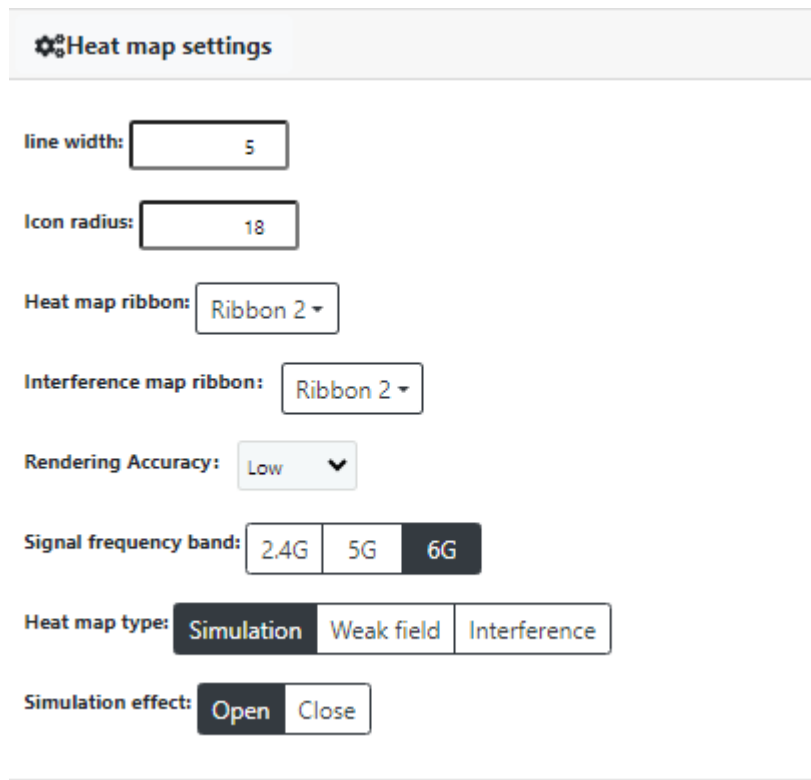 Heat map settings
line width: 5
Icon radius: 18
Heat map ribbon: Ribbon 2
Interference map ribbon: Ribbon 2
Rendering Accuracy: Low
Signal frequency band: 2.4G 5G 6G
Heat map type: Simulation Weak field Interference
Simulation effect: Open Close